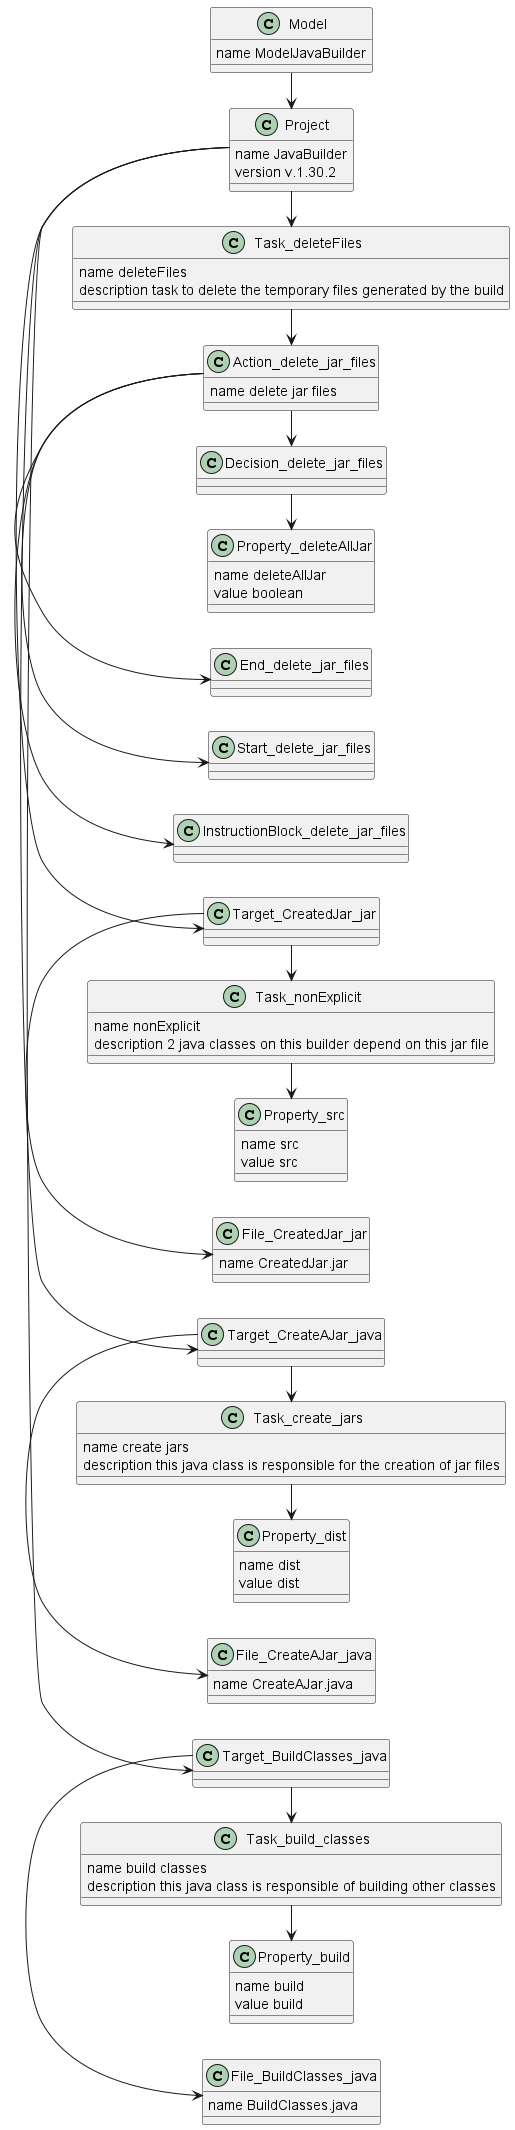 C Model
name ModelJavaBuilder
C Project
name JavaBuilder
version v.1.30.2
C Task_deleteFiles
name deleteFiles
description task to delete the temporary files generated by the build
C Action_delete_jar_files
name delete jar files
C Decision_delete_jar_files
C Property_deleteAllJar
name deleteAllJar
value boolean
C End_delete_jar_files
C Start_delete_jar_files
C InstructionBlock_delete_jar_files
C Target_CreatedJar_jar
C Task_nonExplicit
name nonExplicit
description 2 java classes on this builder depend on this jar file
C Property_src
name src
value src
C File_CreatedJar_jar
name CreatedJar.jar
C Target_CreateAJar_java
C Task_create_jars
name create jars
description this java class is responsible for the creation of jar files
C Property_dist
name dist
value dist
C File_CreateAJar_java
name CreateAJar.java
C Target_BuildClasses_java
C Task_build_classes
name build classes
description this java class is responsible of building other classes
C Property_build
name build
value build
C File_BuildClasses_java
name BuildClasses.java